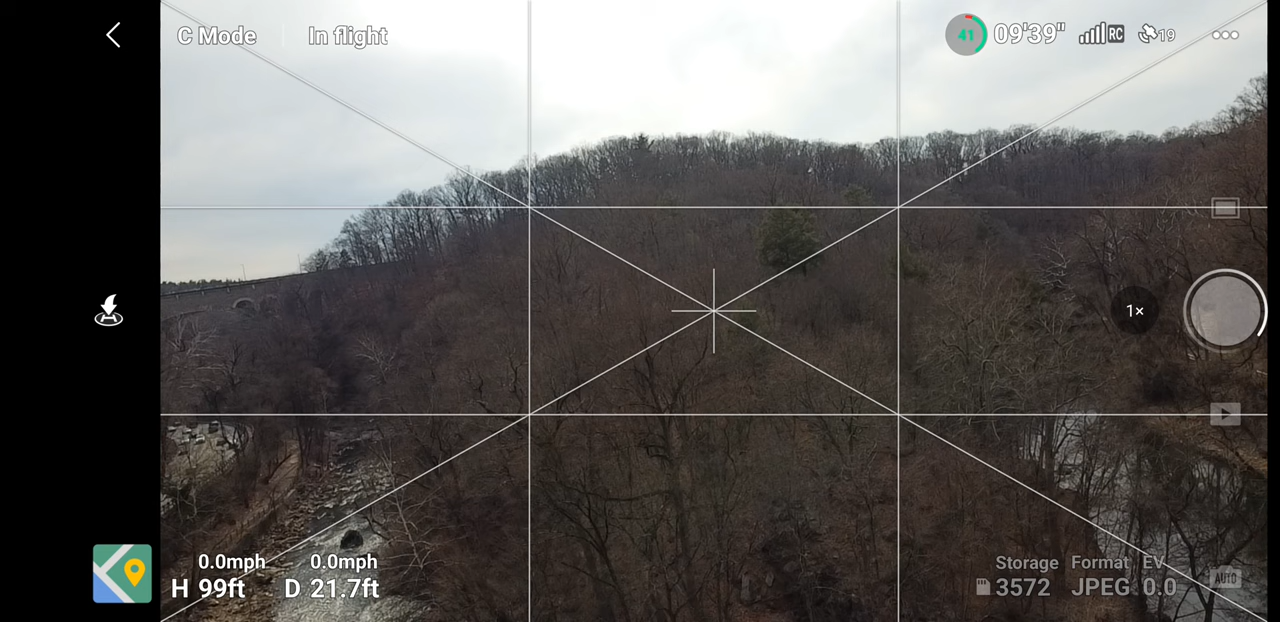 C Mode In flight 41 09'39" RC 19
1×
0.0mph 0.0mph
H 99ft D 21.7ft
Storage Format EV
3572 JPEG 0.0 AUTO